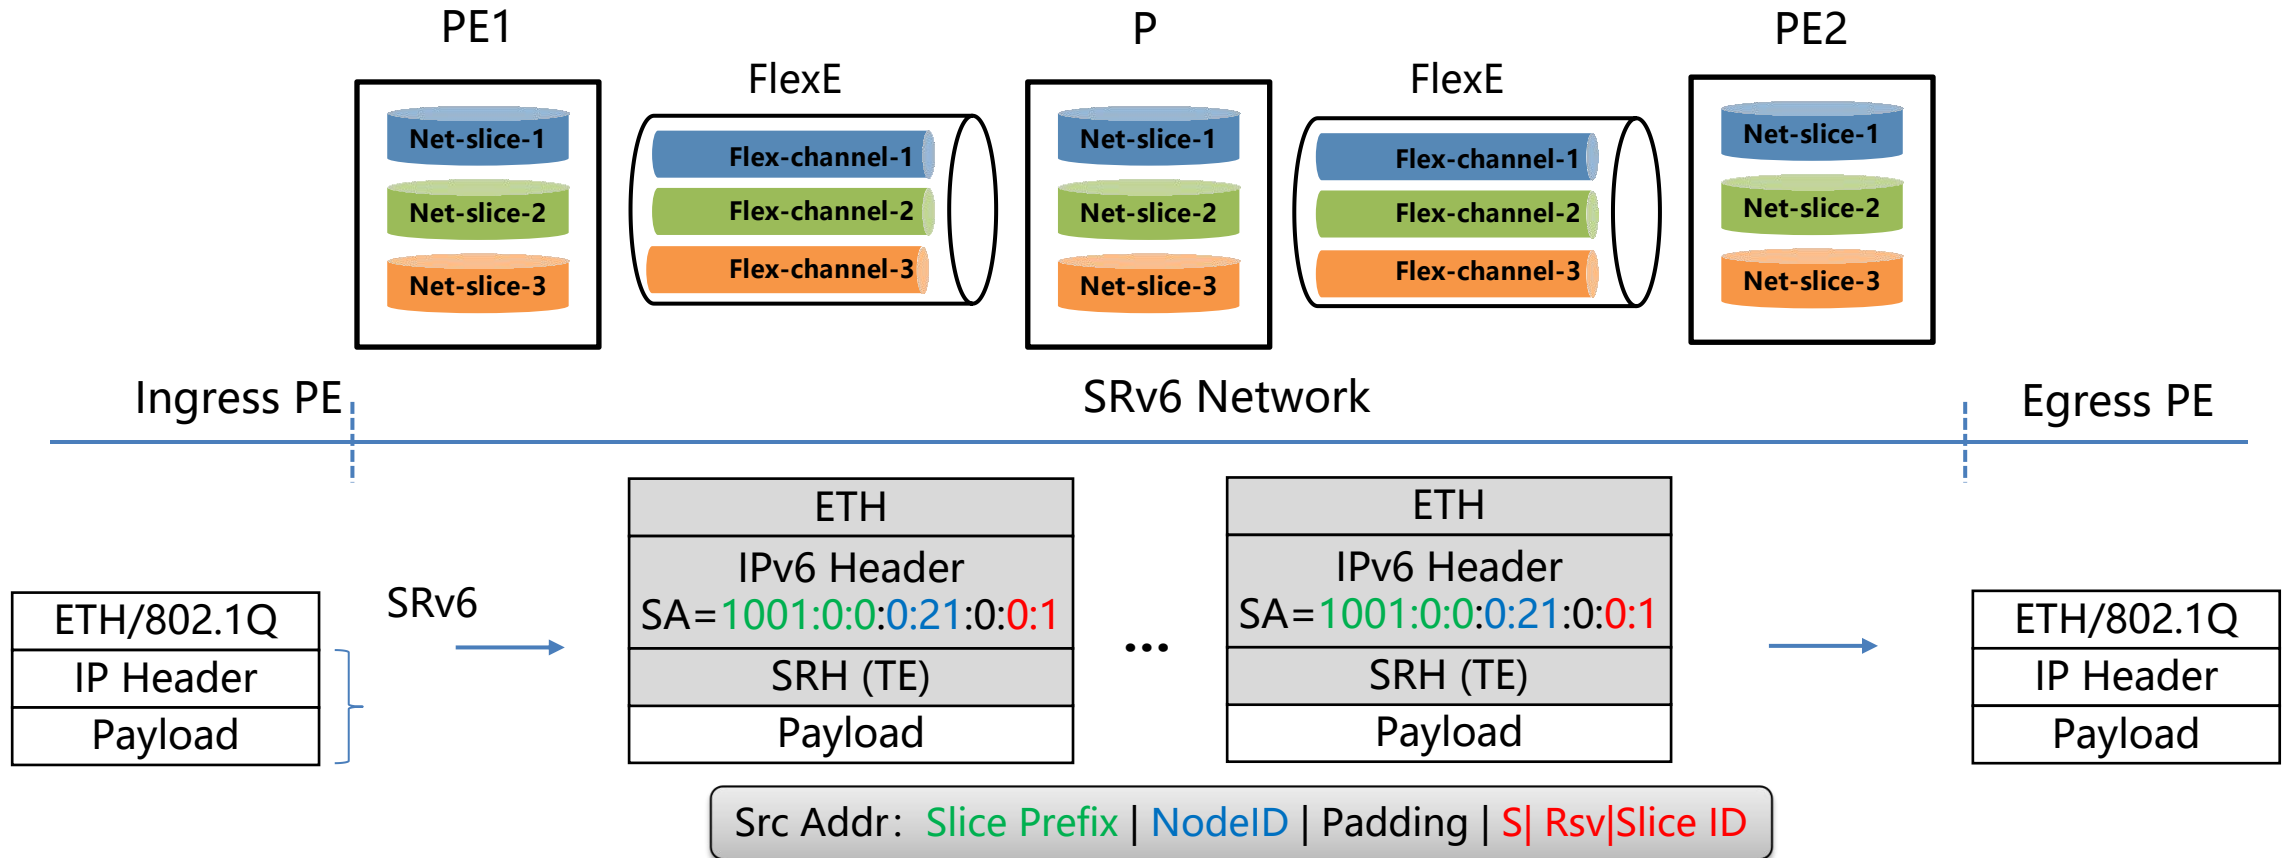 PE1
P
PE2
FlexE
FlexE
Net-slice-1
Net-slice-2
Net-slice-3
Flex-channel-1
Flex-channel-2
Flex-channel-3
Net-slice-1
Net-slice-2
Net-slice-3
Flex-channel-1
Flex-channel-2
Flex-channel-3
Net-slice-1
Net-slice-2
Net-slice-3
Ingress PE
SRv6 Network
Egress PE
ETH/802.1Q
IP Header
Payload
SRv6
ETH
IPv6 Header
SA=1001:0:0:0:21:0:0:1
SRH (TE)
Payload
...
ETH
IPv6 Header
SA=1001:0:0:0:21:0:0:1
SRH (TE)
Payload
ETH/802.1Q
IP Header
Payload
Src Addr: Slice Prefix | NodeID | Padding | S| Rsv|Slice ID